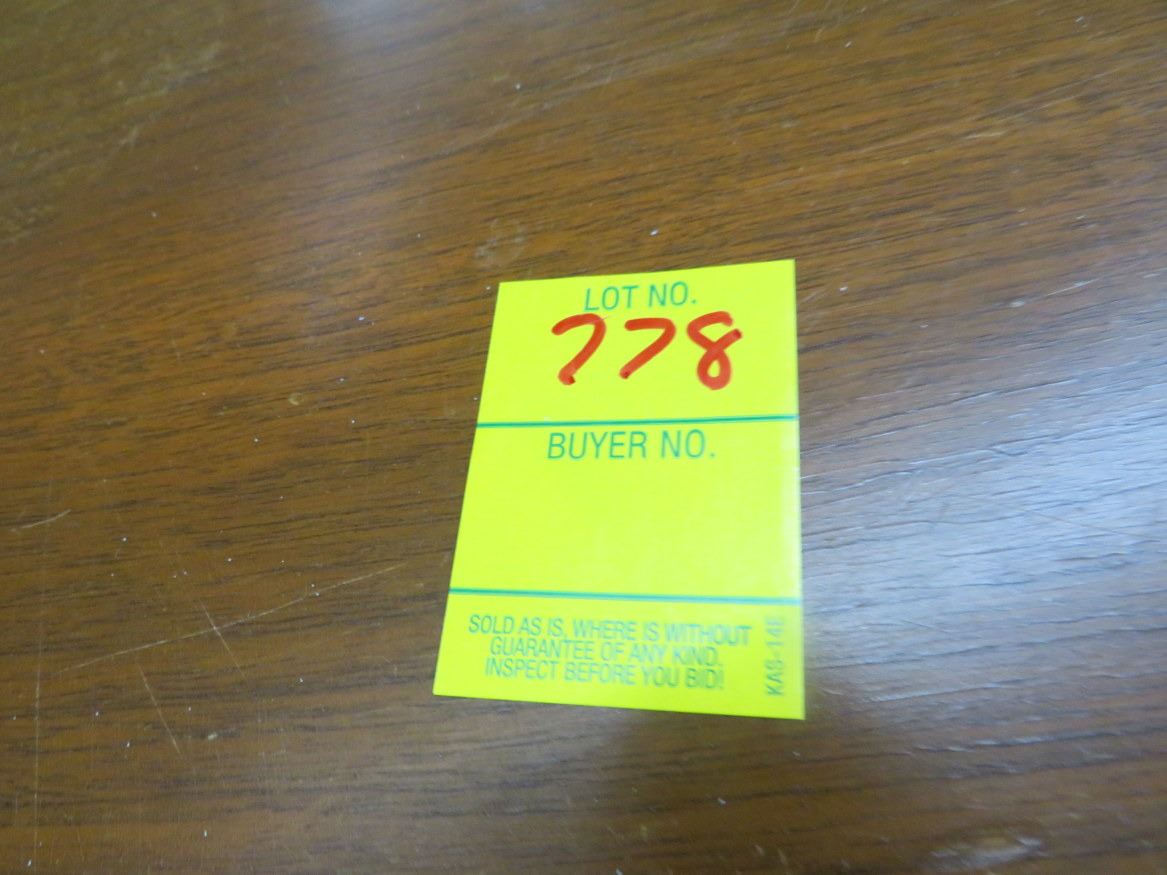 LOT NO.
778
BUYER NO.
SOLD AS IS, WHERE IS WITHOUT
GUARANTEE OF ANY KIND.
INSPECT BEFORE YOU BID!
KAS-14E